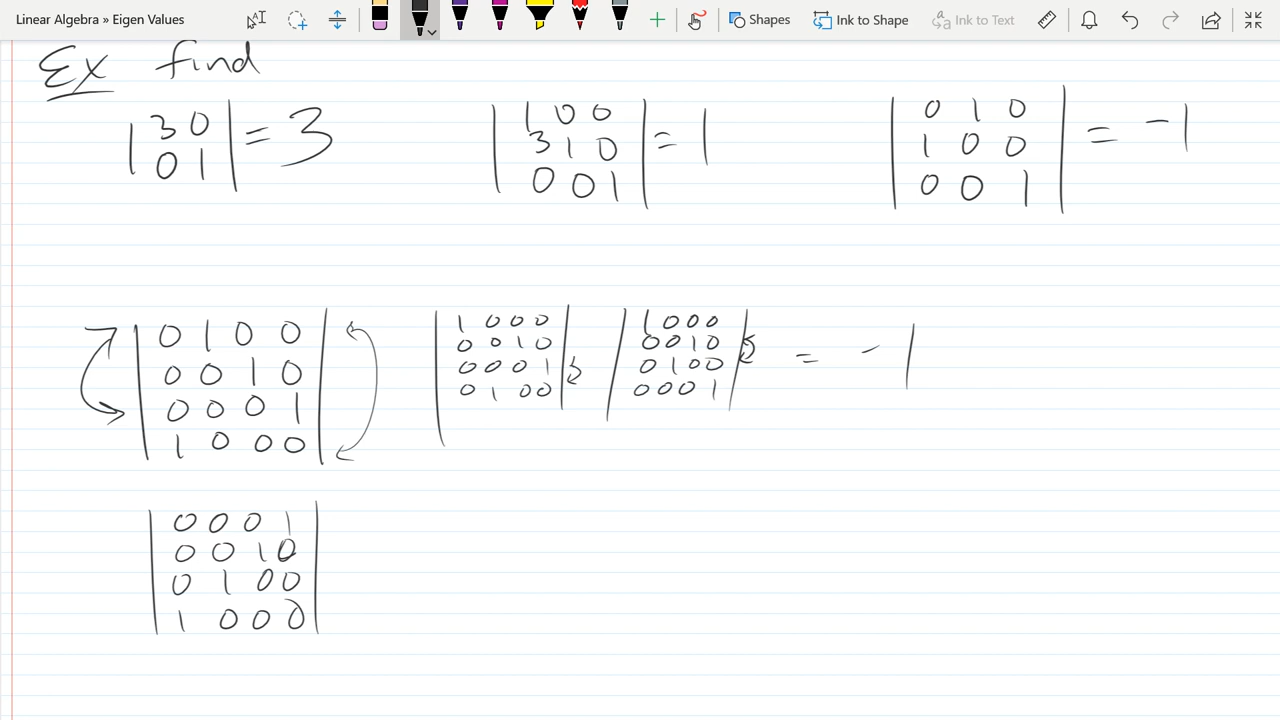 Linear Algebra » Eigen Values
Shapes
Ink to Shape
Ink to Text
Ex find
|3 0| = 3
|0 1|
|1 0 0|
|3 1 0| = 1
|0 0 1|
|0 1 0|
|1 0 0| = -1
|0 0 1|
|0 1 0 0|
|0 0 1 0|
|0 0 0 1|
|1 0 0 0|
|1 0 0 0|
|0 0 1 0|
|0 0 0 1|
|0 1 0 0|
|1 0 0 0|
|0 0 1 0| = -1
|0 1 0 0|
|0 0 0 1|
|0 0 0 1|
|0 0 1 0|
|0 1 0 0|
|1 0 0 0|